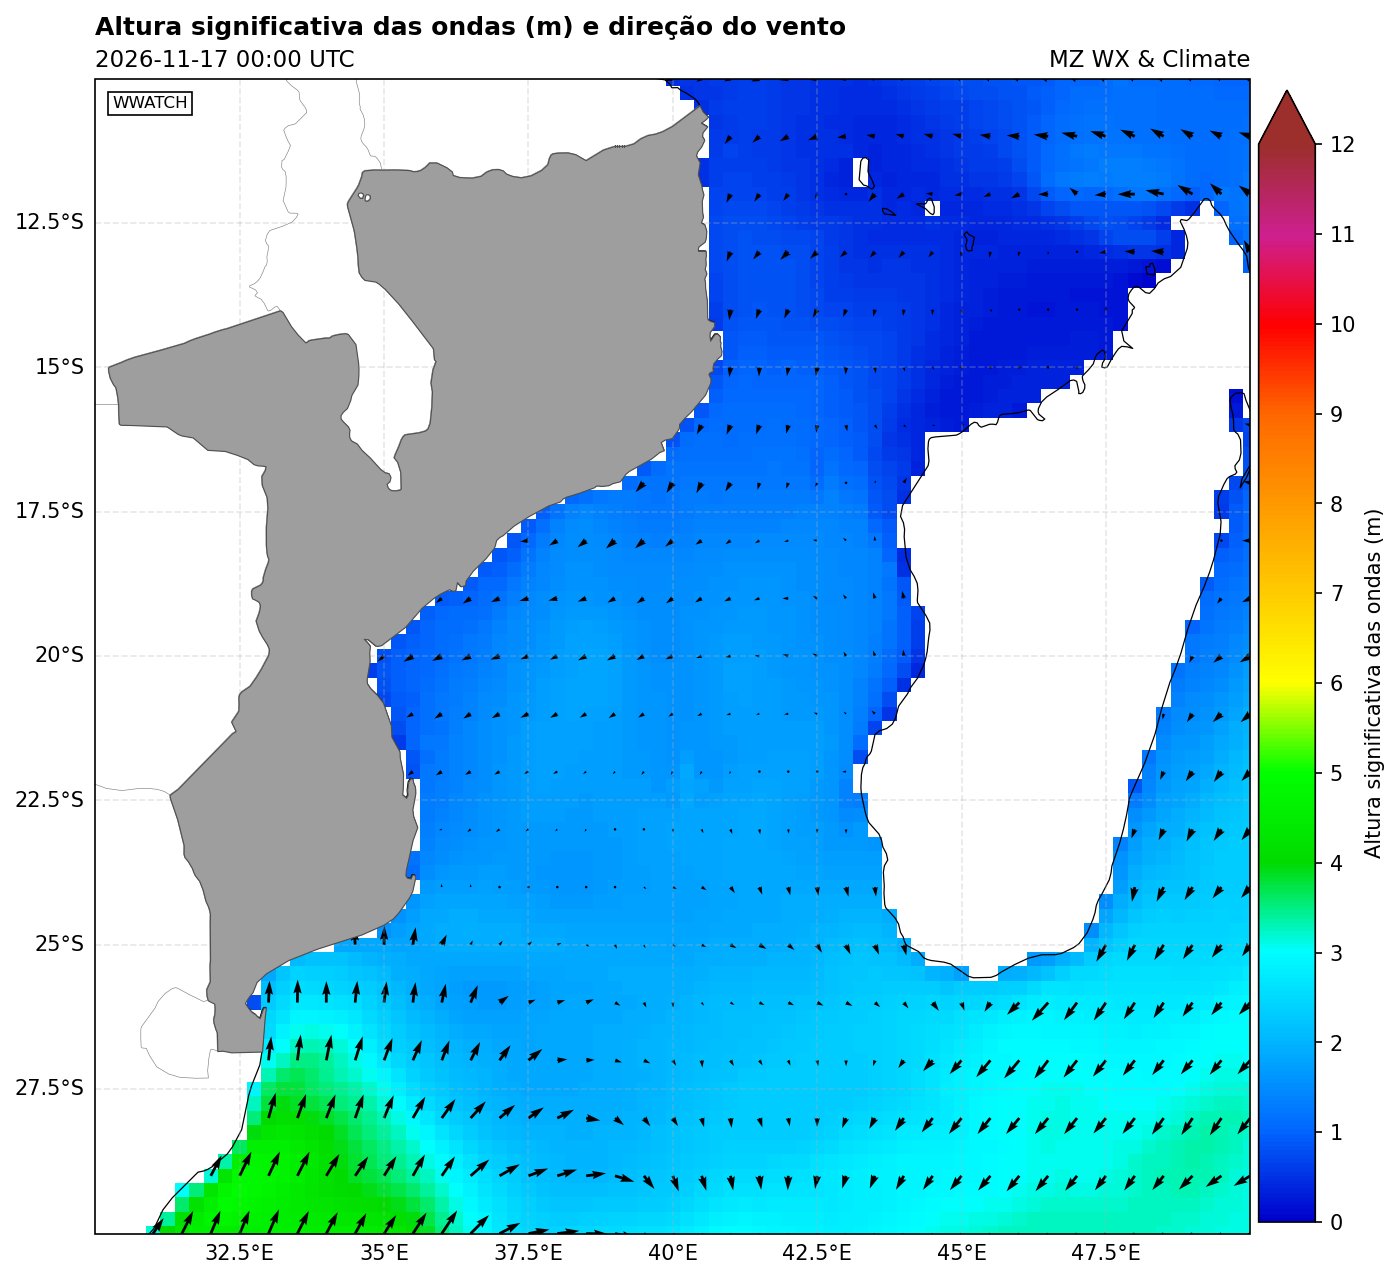 Altura significativa das ondas (m) e direção do vento
2026-11-17 00:00 UTC
MZ WX & Climate
WWATCH
12.5°S
15°S
17.5°S
20°S
22.5°S
25°S
27.5°S
32.5°E
35°E
37.5°E
40°E
42.5°E
45°E
47.5°E
12
11
10
9
8
7
6
5
4
3
2
1
0
Altura significativa das ondas (m)